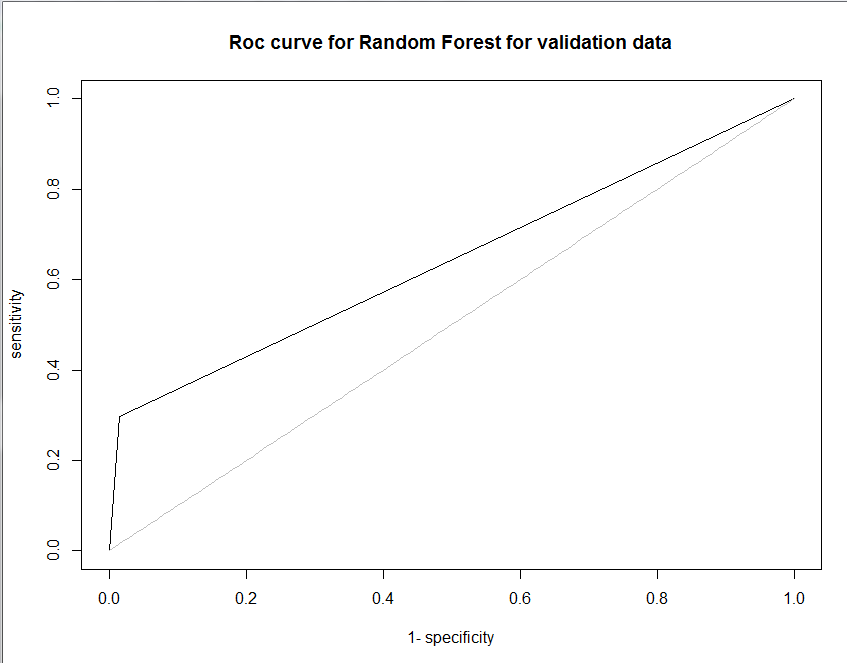 Roc curve for Random Forest for validation data
1.0
0.8
0.6
0.4
0.2
0.0
sensitivity
0.0 0.2 0.4 0.6 0.8 1.0
1- specificity